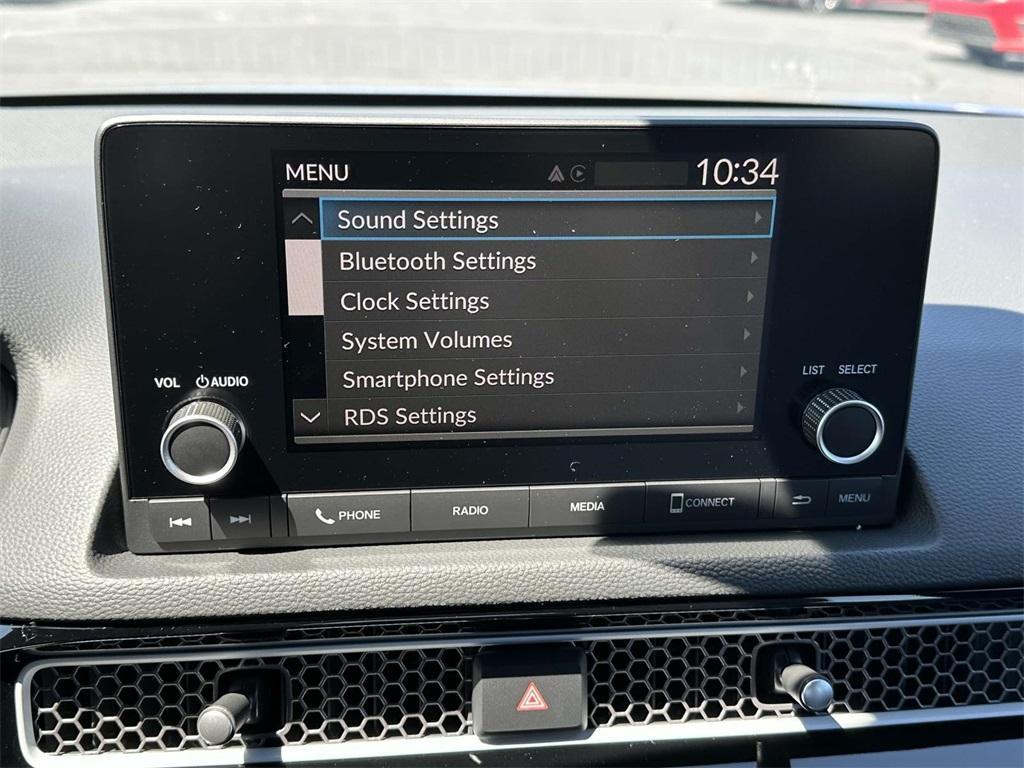 MENU
10:34
Sound Settings
Bluetooth Settings
Clock Settings
System Volumes
Smartphone Settings
RDS Settings
VOL AUDIO
LIST SELECT
PHONE
RADIO
MEDIA
CONNECT
MENU